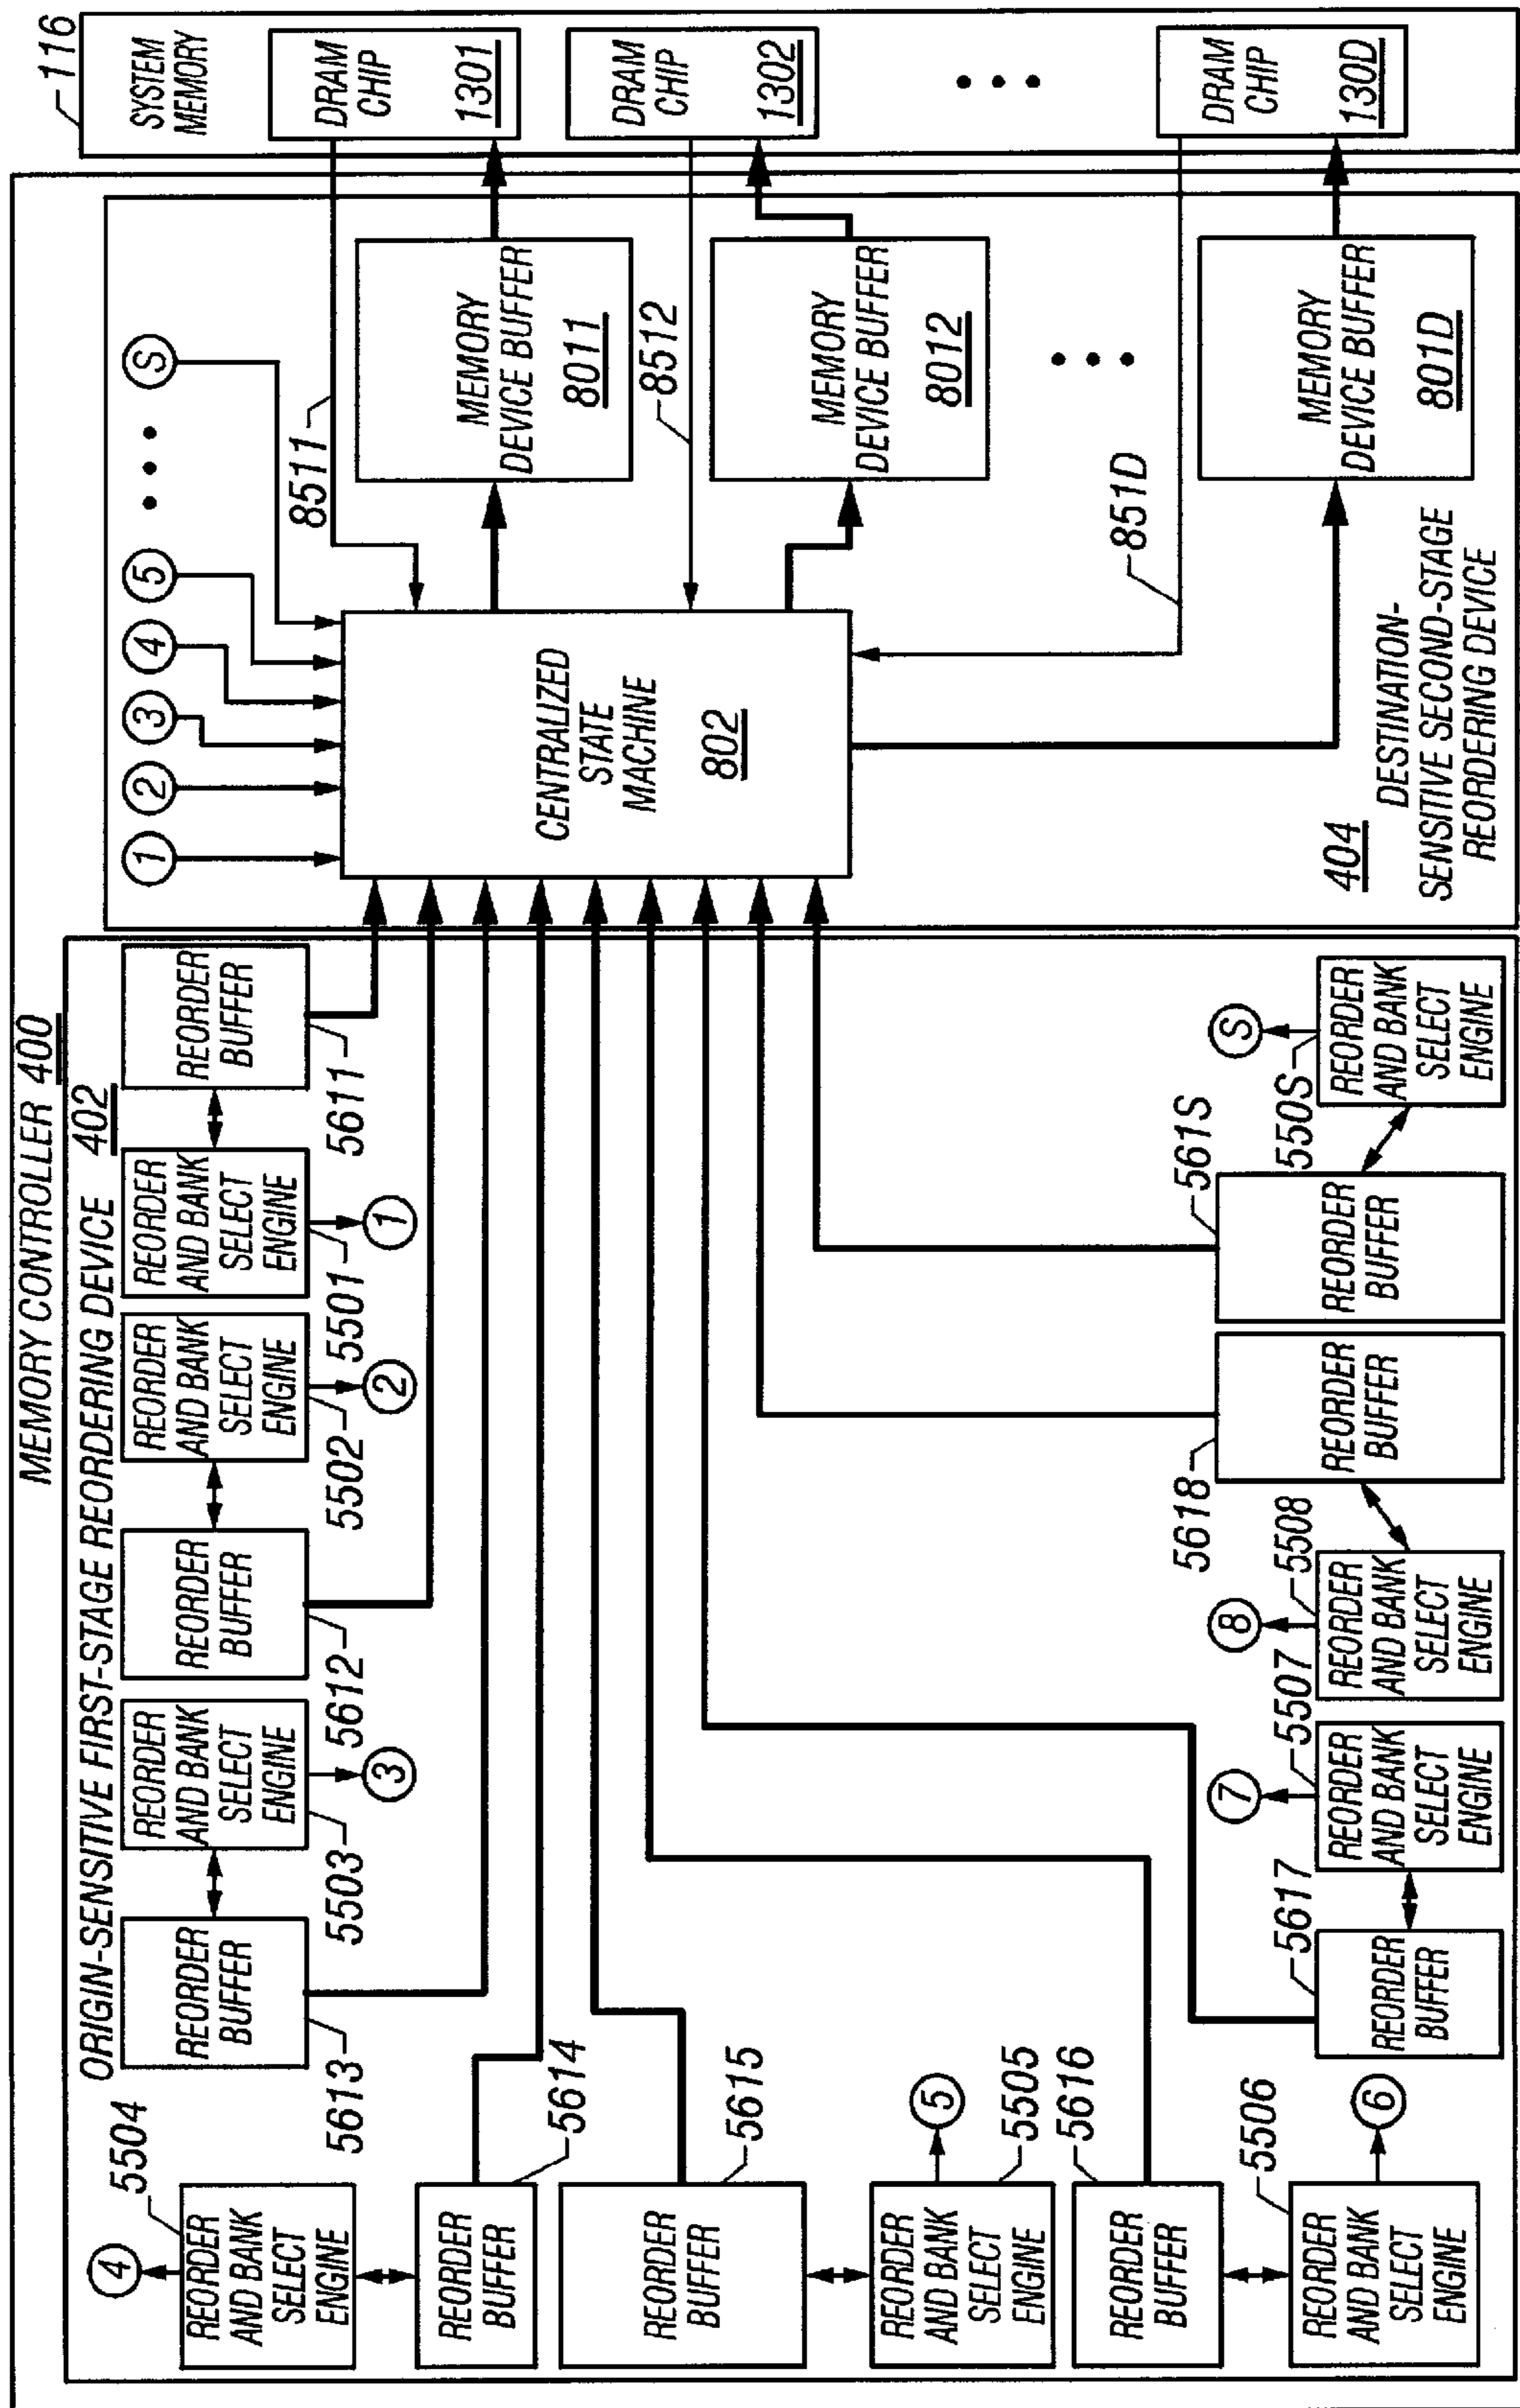 MEMORY CONTROLLER 400
ORIGIN-SENSITIVE FIRST-STAGE REORDERING DEVICE 402
4
5504
REORDER
AND BANK
SELECT
ENGINE
REORDER
BUFFER
5614
REORDER
BUFFER
5615
REORDER
AND BANK
SELECT
ENGINE
5
5505
REORDER
BUFFER
5616
REORDER
AND BANK
SELECT
ENGINE
5506
6
REORDER
BUFFER
5613
REORDER
AND BANK
SELECT
ENGINE
5503
3
REORDER
BUFFER
5612
REORDER
AND BANK
SELECT
ENGINE
5502
2
REORDER
AND BANK
SELECT
ENGINE
5501
1
REORDER
BUFFER
5611
REORDER
BUFFER
5617
REORDER
AND BANK
SELECT
ENGINE
5507
7
REORDER
AND BANK
SELECT
ENGINE
5508
8
REORDER
BUFFER
5618
REORDER
BUFFER
561S
REORDER
AND BANK
SELECT
ENGINE
550S
S
1
2
3
4
5
• • •
S
CENTRALIZED
STATE
MACHINE
802
8511
MEMORY
DEVICE BUFFER
8011
8512
MEMORY
DEVICE BUFFER
8012
• • •
851D
MEMORY
DEVICE BUFFER
801D
404
DESTINATION-
SENSITIVE SECOND-STAGE
REORDERING DEVICE
116
SYSTEM
MEMORY
DRAM
CHIP
1301
DRAM
CHIP
1302
• • •
DRAM
CHIP
130D